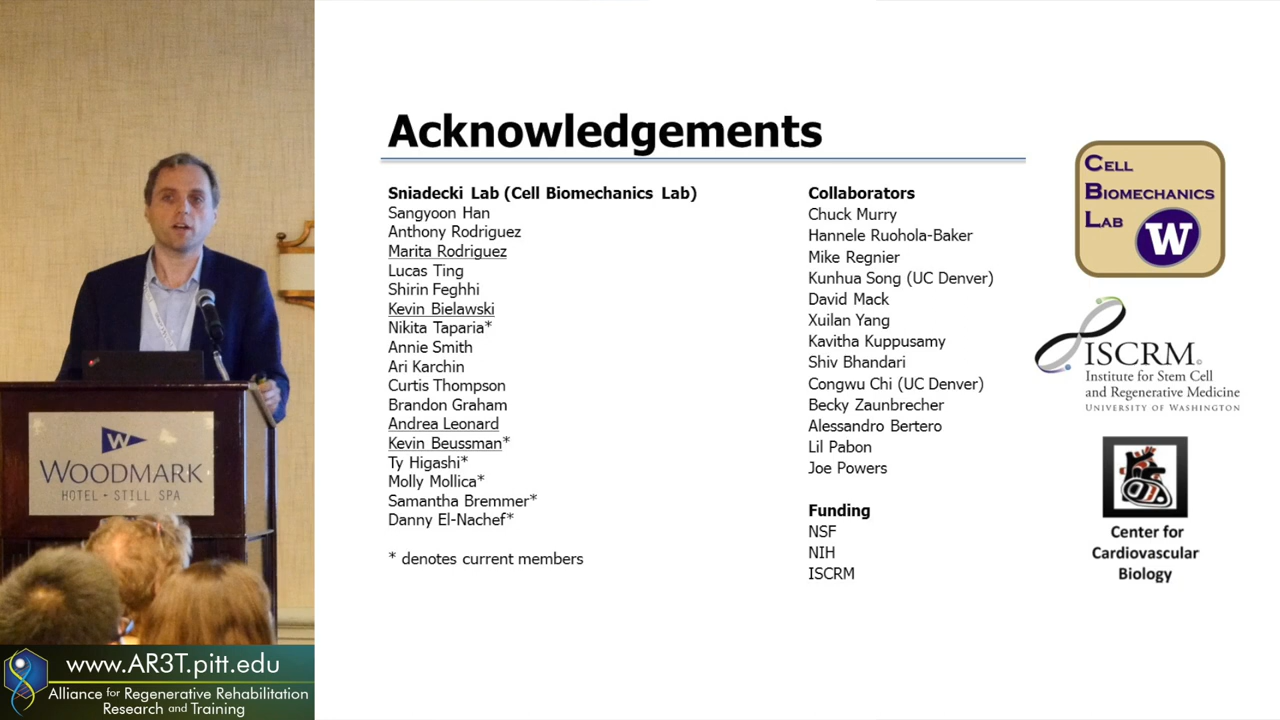 Acknowledgements
Sniadecki Lab (Cell Biomechanics Lab)
Sangyoon Han
Anthony Rodriguez
Marita Rodriguez
Lucas Ting
Shirin Feghhi
Kevin Bielawski
Nikita Taparia*
Annie Smith
Ari Karchin
Curtis Thompson
Brandon Graham
Andrea Leonard
Kevin Beussman*
Ty Higashi*
Molly Mollica*
Samantha Bremmer*
Danny El-Nachef*
* denotes current members
Collaborators
Chuck Murry
Hannele Ruohola-Baker
Mike Regnier
Kunhua Song (UC Denver)
David Mack
Xuilan Yang
Kavitha Kuppusamy
Shiv Bhandari
Congwu Chi (UC Denver)
Becky Zaunbrecher
Alessandro Bertero
Lil Pabon
Joe Powers
Funding
NSF
NIH
ISCRM
CELL
BIOMECHANICS
LAB
W
ISCRM
Institute for Stem Cell
and Regenerative Medicine
UNIVERSITY OF WASHINGTON
Center for
Cardiovascular
Biology
W
WOODMARK
HOTEL • STILL SPA
www.AR3T.pitt.edu
Alliance for Regenerative Rehabilitation
Research and Training